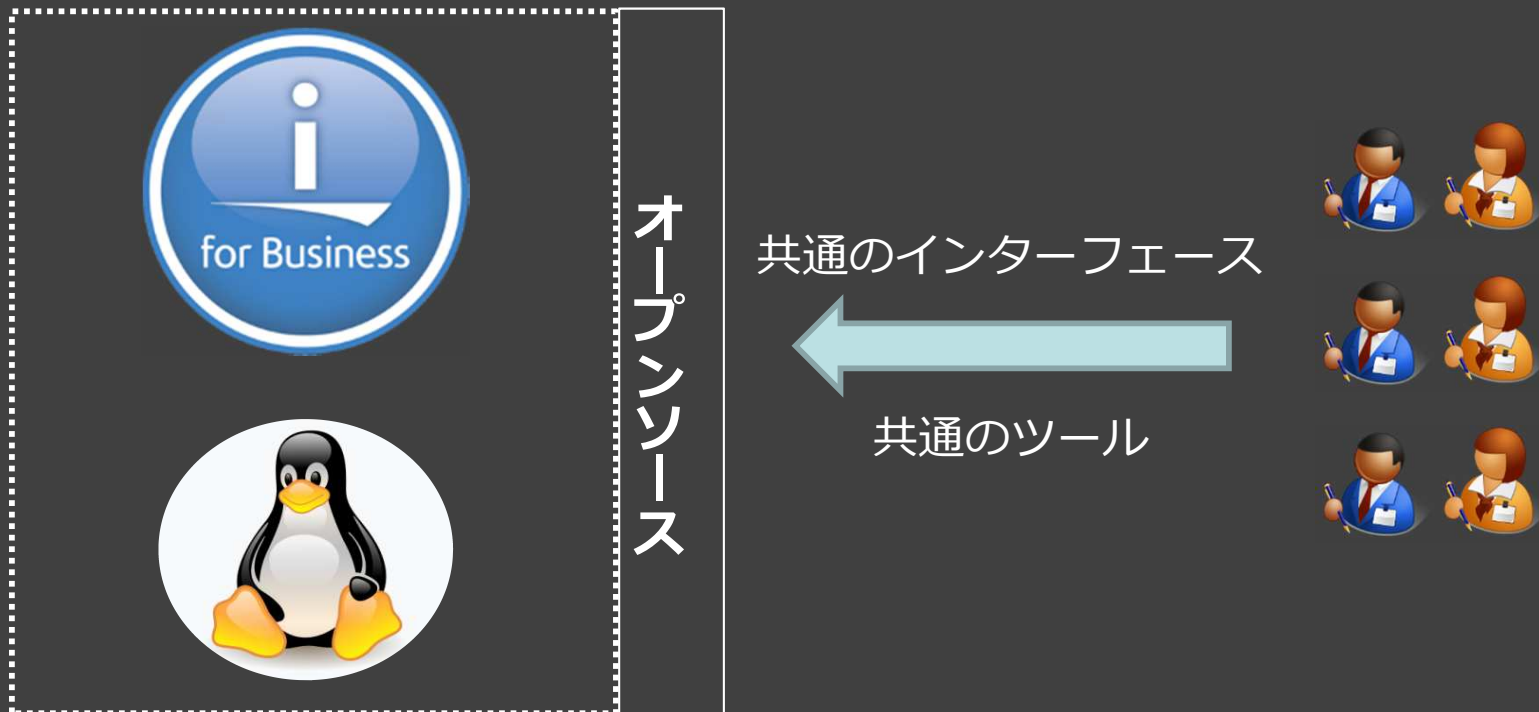 i
for Business
オープンソース
共通のインターフェース
共通のツール